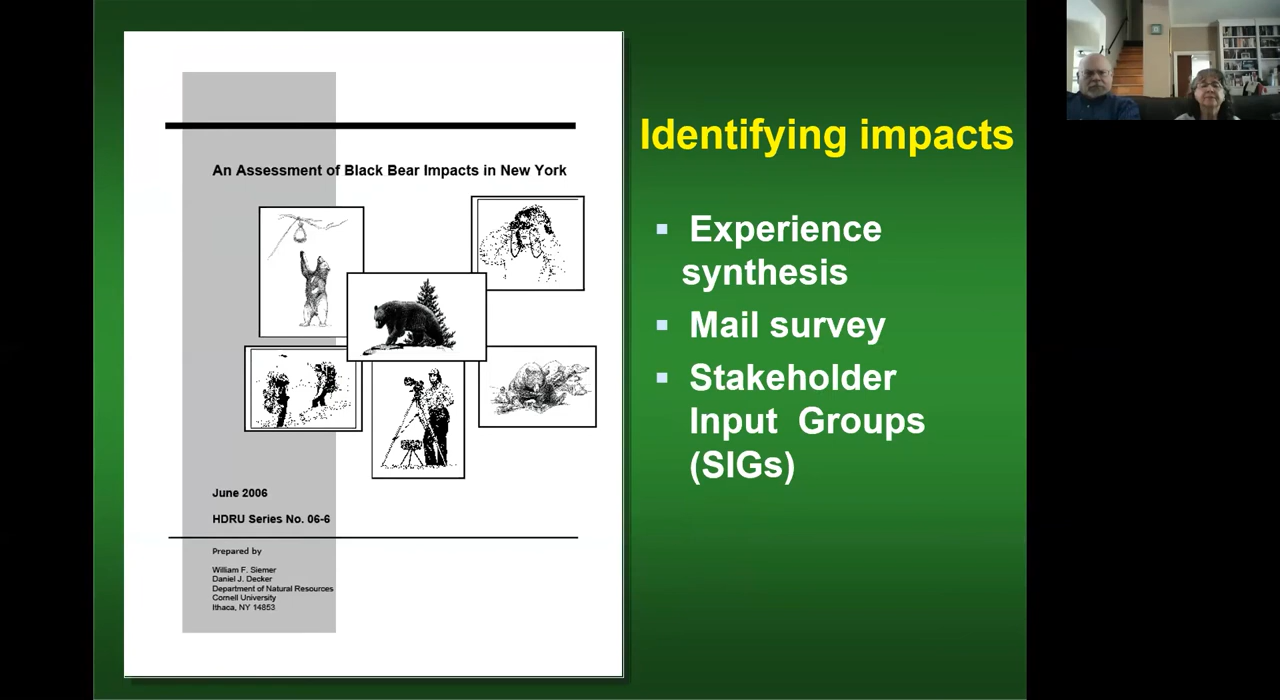 An Assessment of Black Bear Impacts in New York
June 2006
HDRU Series No. 06-6
Prepared by
William F. Siemer
Daniel J. Decker
Department of Natural Resources
Cornell University
Ithaca, NY 14853
Identifying impacts
▪ Experience
synthesis
▪ Mail survey
▪ Stakeholder
Input Groups
(SIGs)